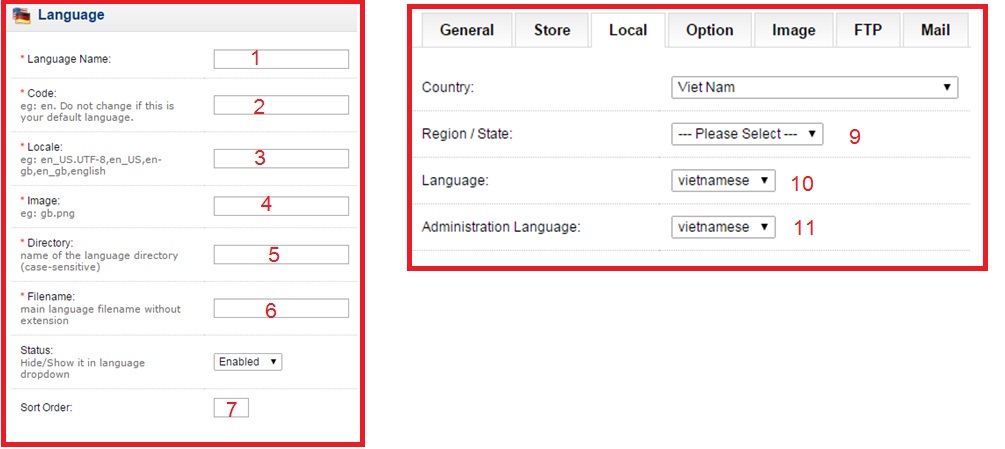 Language
* Language Name:
1
* Code:
eg: en. Do not change if this is
your default language.
2
* Locale:
eg: en_US.UTF-8,en_US,en-
gb,en_gb,english
3
* Image:
eg: gb.png
4
* Directory:
name of the language directory
(case-sensitive)
5
* Filename:
main language filename without
extension
6
Status:
Hide/Show it in language
dropdown
Enabled
Sort Order:
7
General Store Local Option Image FTP Mail
Country:
Viet Nam
Region / State:
--- Please Select ---
9
Language:
vietnamese
10
Administration Language:
vietnamese
11